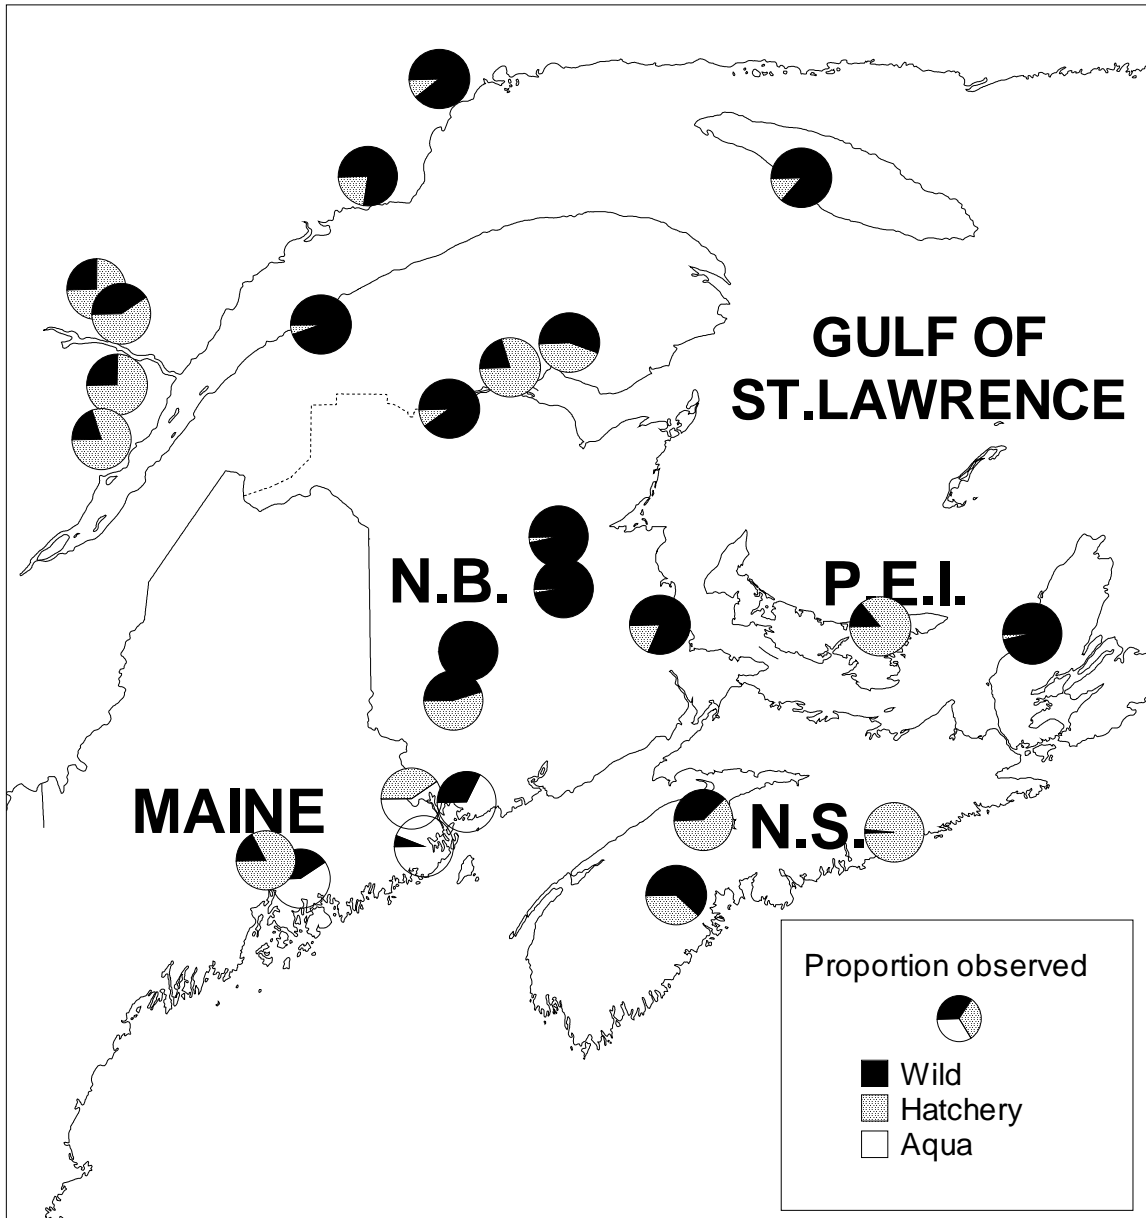 GULF OF
ST.LAWRENCE
N.B.
P.E.I.
MAINE
N.S.
Proportion observed
Wild
Hatchery
Aqua